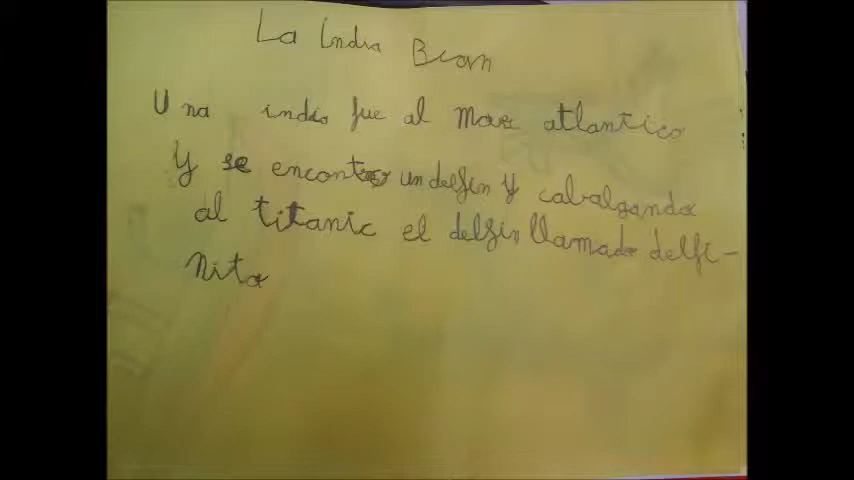 La India Bean
Una india fue al mar atlantico
Y se encontro un delfin y cabalgando
al titanic el delfin llamado delfi-
nito